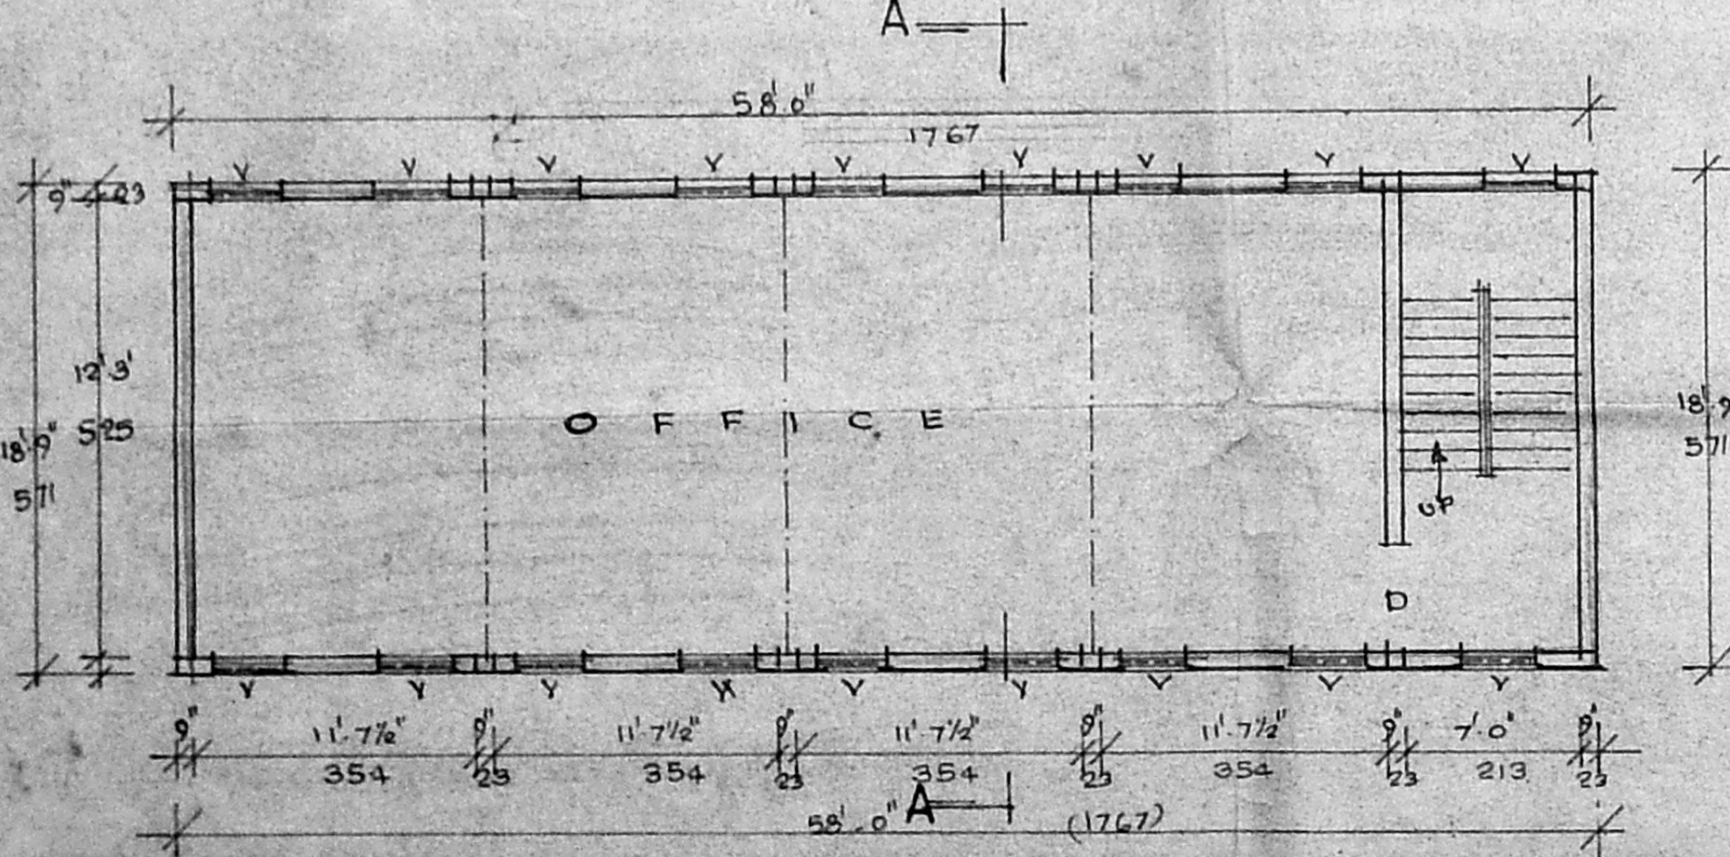 A
58'.0"
1767
V V V V V V V V V
9" 23
12'3'
525
18'.9"
571
18'.9
571
OFFICE
UP
D
V V V V V V V V
9" 11'.7½" 9" 11'.7½" 9" 11'.7½" 9" 11'.7½" 9" 7'.0" 9"
354 23 354 23 354 23 354 23 213 23
A
58'.0" (1767)